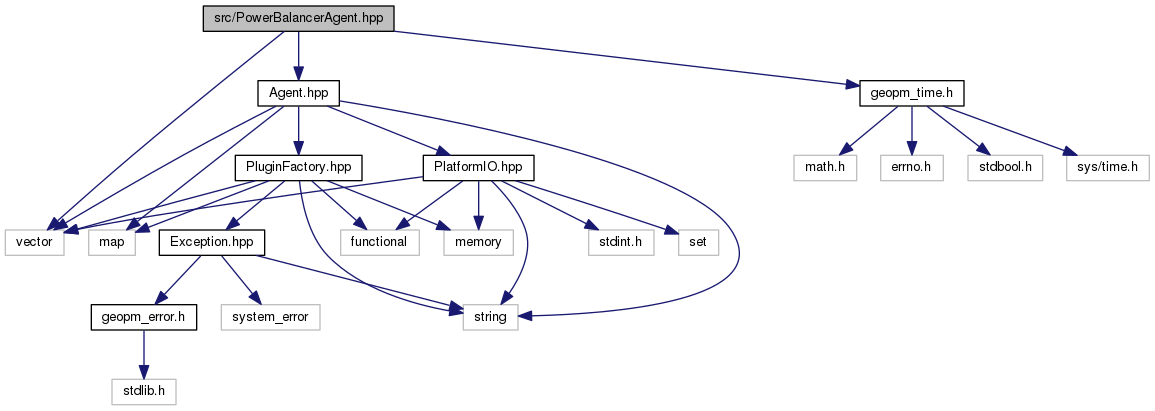 src/PowerBalancerAgent.hpp
Agent.hpp
geopm_time.h
PluginFactory.hpp
PlatformIO.hpp
math.h
errno.h
stdbool.h
sys/time.h
vector
map
Exception.hpp
functional
memory
stdint.h
set
geopm_error.h
system_error
string
stdlib.h